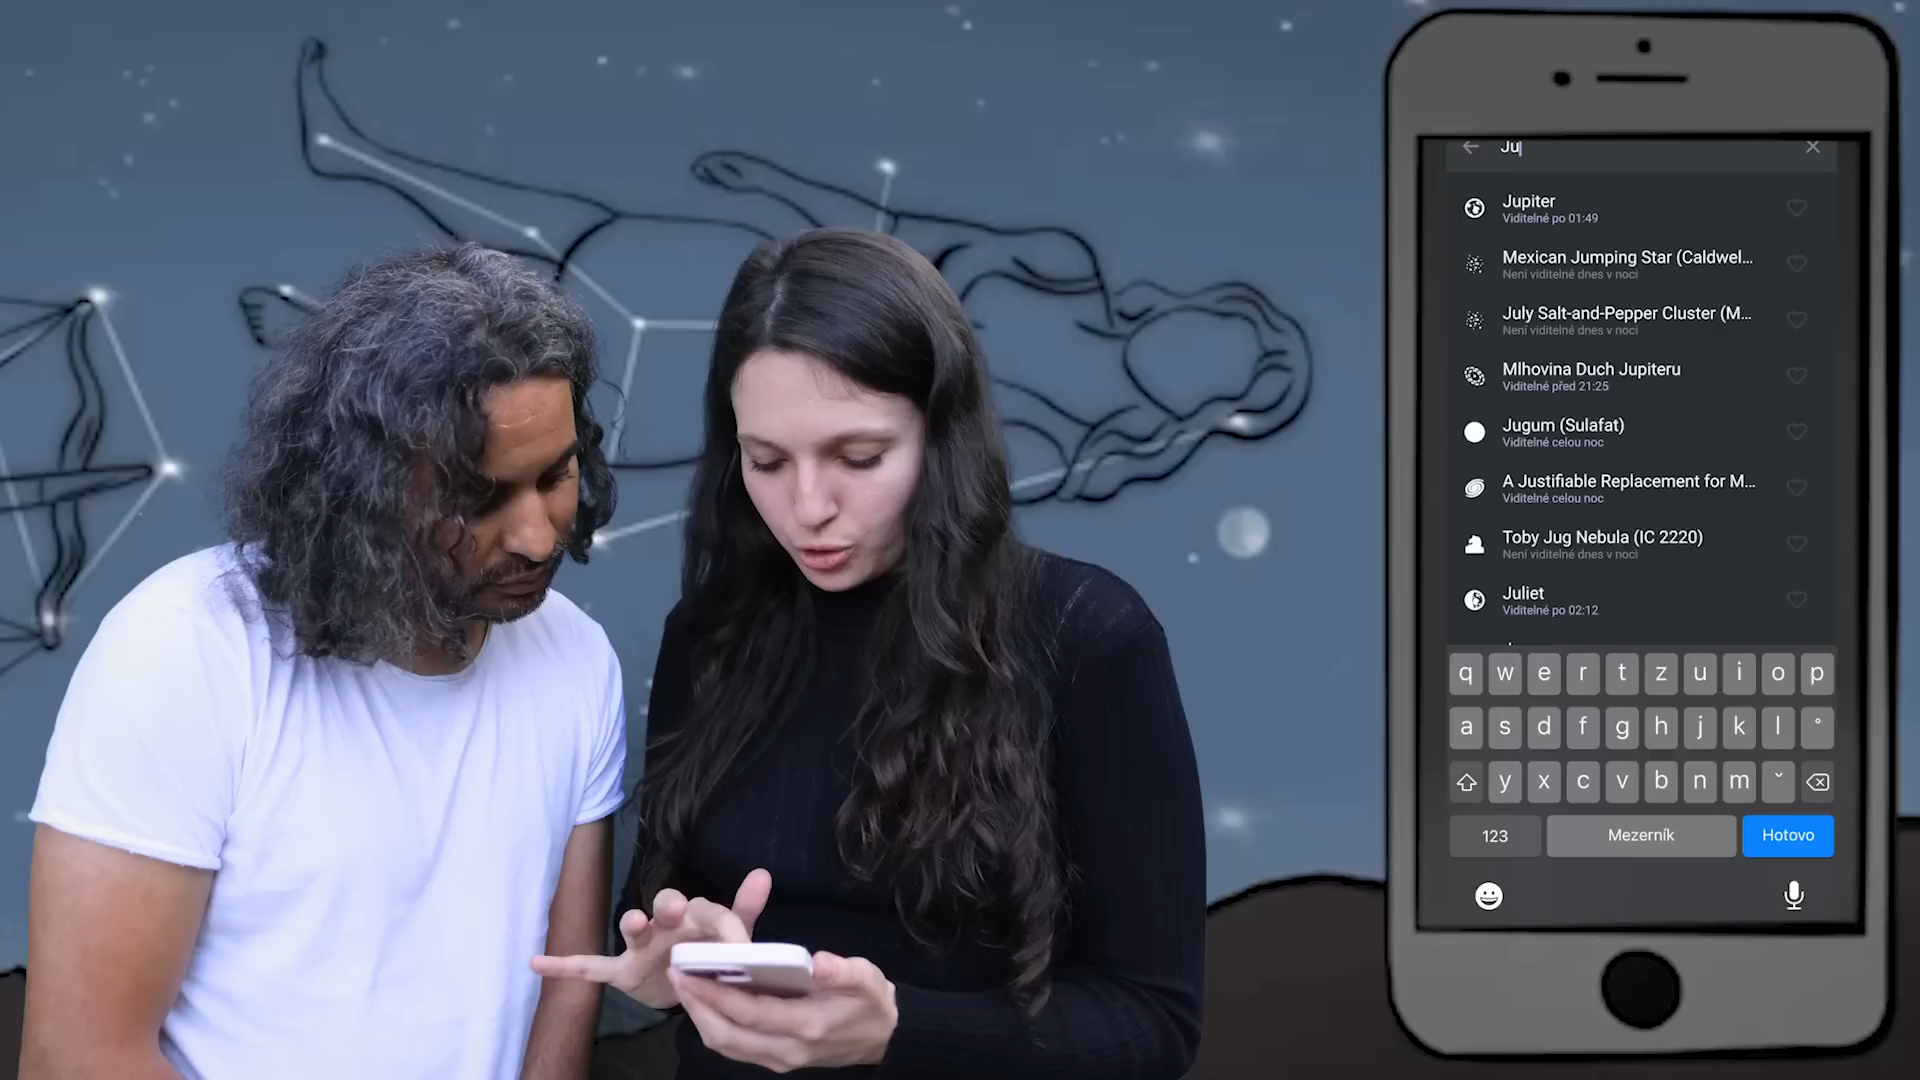 Ju
Jupiter
Viditelné po 01:49
Mexican Jumping Star (Caldwel...
Není viditelné dnes v noci
July Salt-and-Pepper Cluster (M...
Není viditelné dnes v noci
Mlhovina Duch Jupiteru
Viditelné před 21:25
Jugum (Sulafat)
Viditelné celou noc
A Justifiable Replacement for M...
Viditelné celou noc
Toby Jug Nebula (IC 2220)
Není viditelné dnes v noci
Juliet
Viditelné po 02:12
q w e r t z u i o p
a s d f g h j k l °
y x c v b n m ˇ
123 Mezerník Hotovo